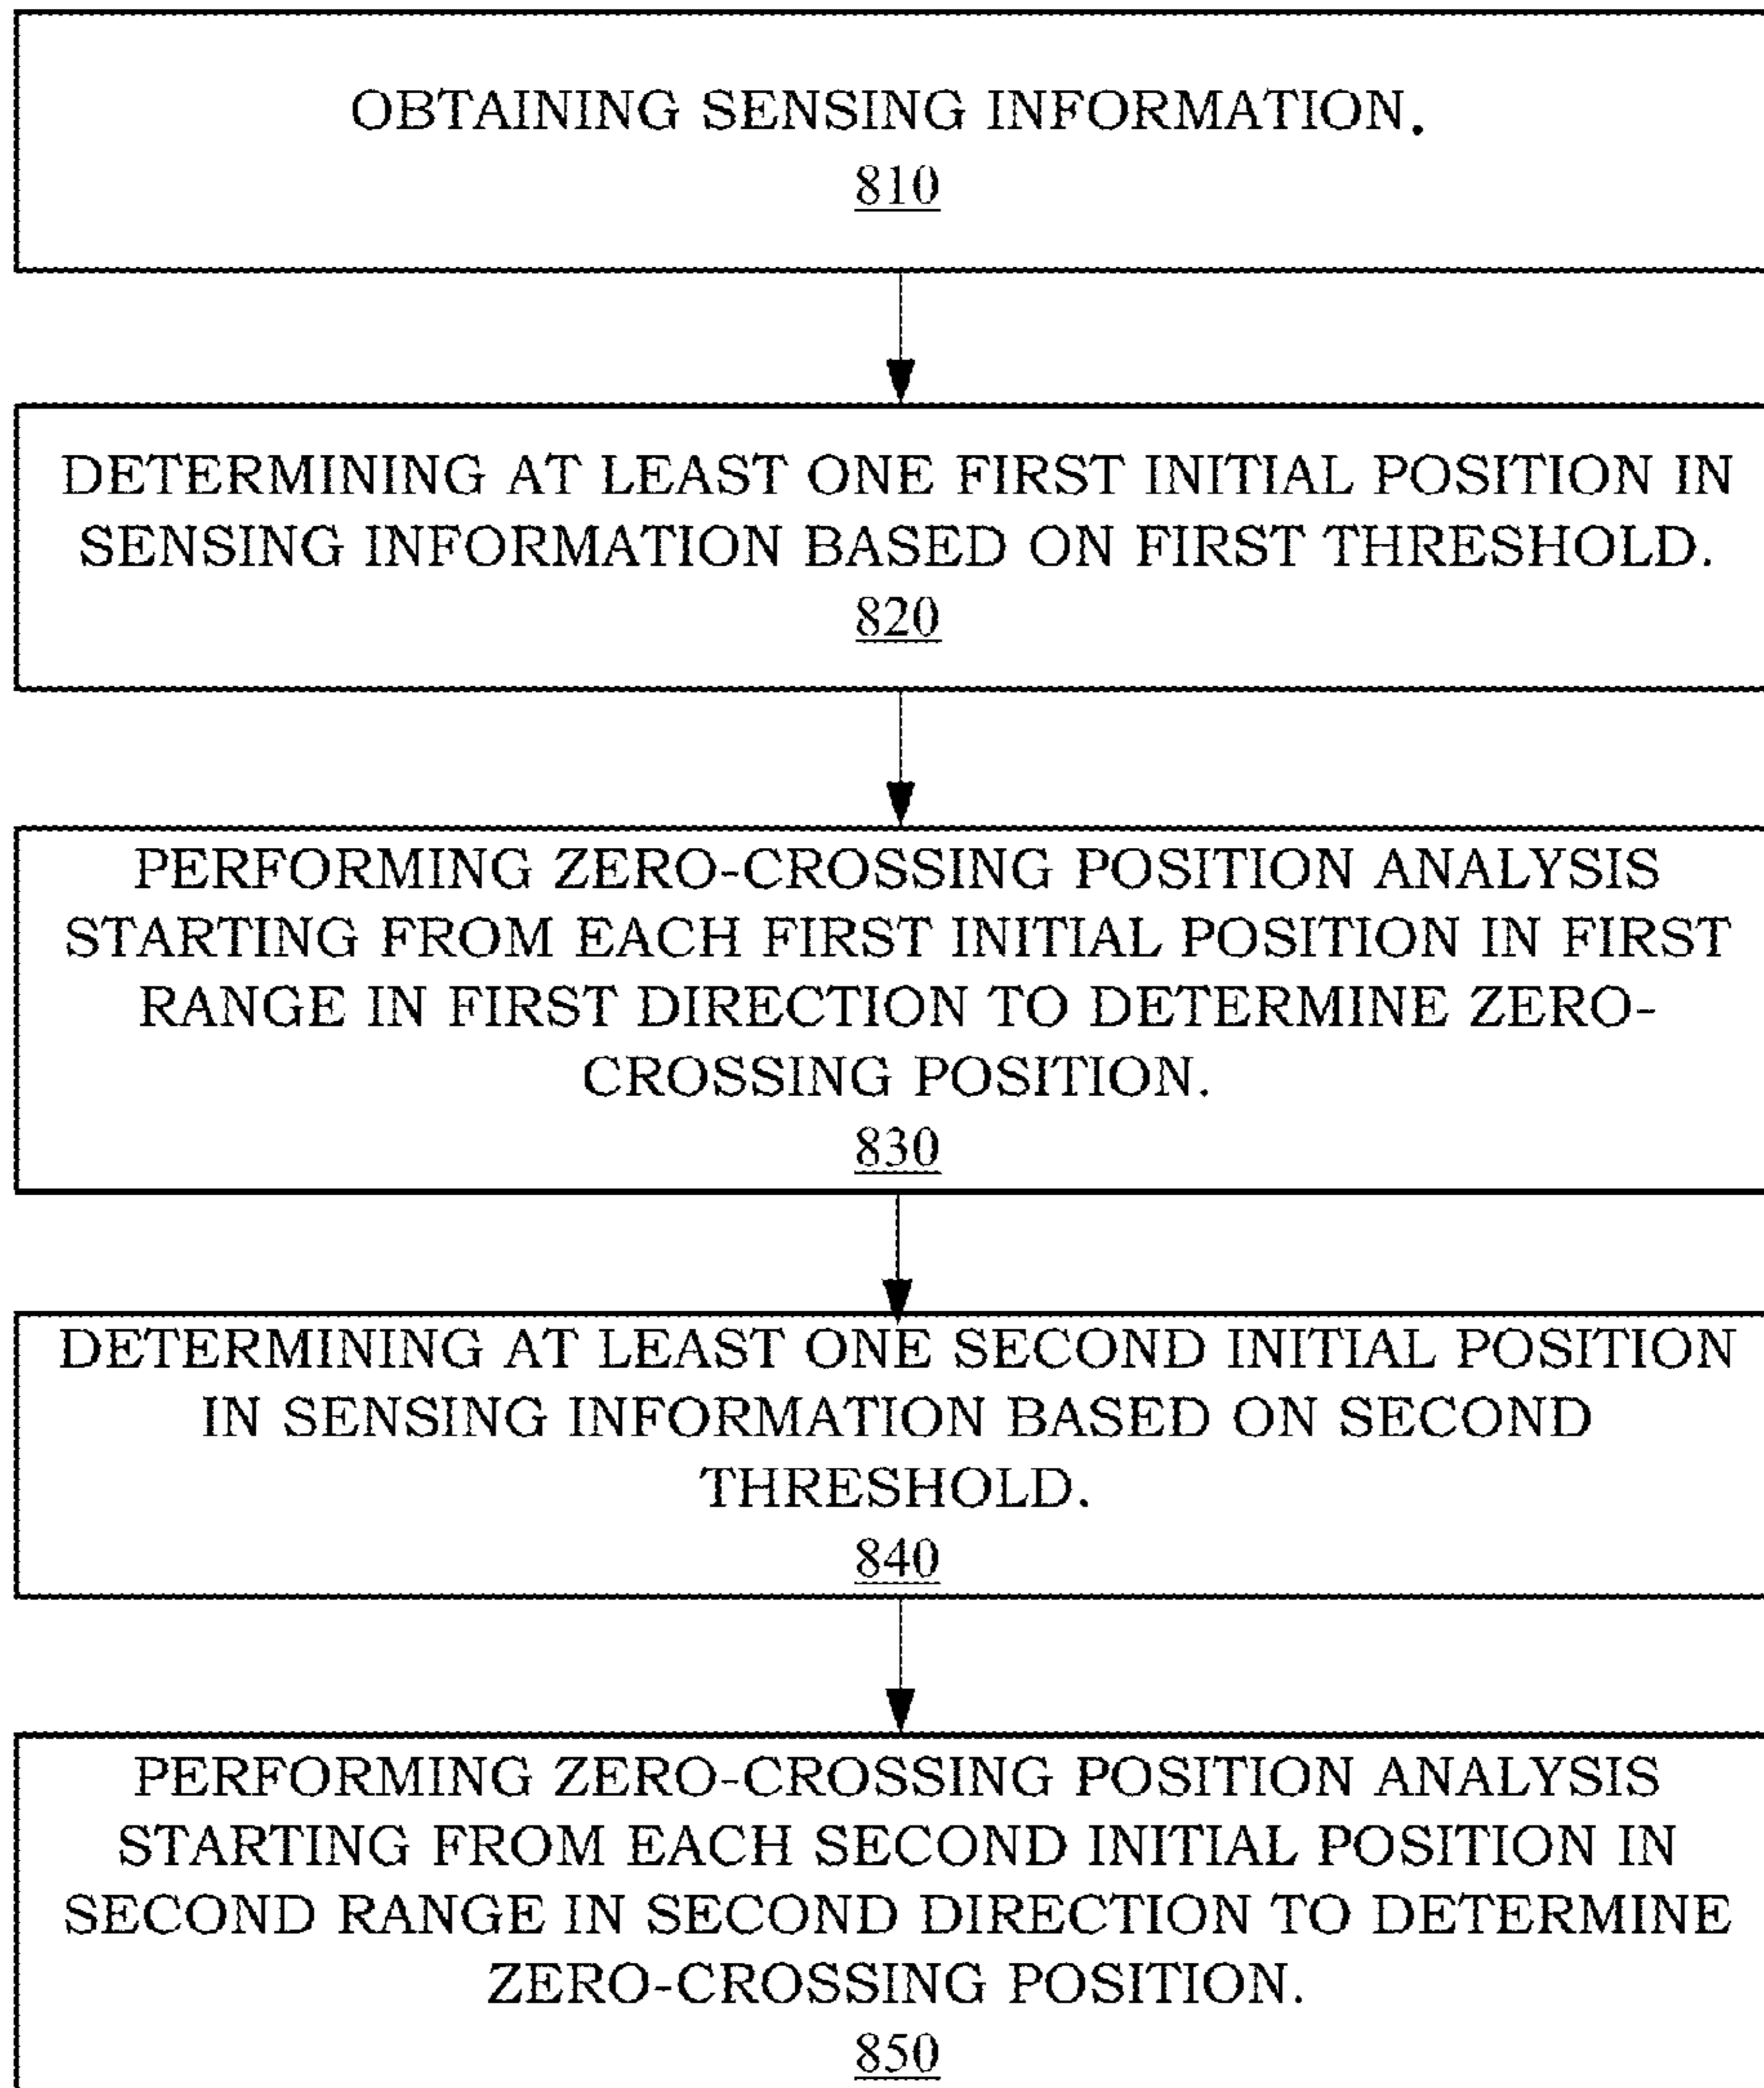 OBTAINING SENSING INFORMATION.
810
DETERMINING AT LEAST ONE FIRST INITIAL POSITION IN
SENSING INFORMATION BASED ON FIRST THRESHOLD.
820
PERFORMING ZERO-CROSSING POSITION ANALYSIS
STARTING FROM EACH FIRST INITIAL POSITION IN FIRST
RANGE IN FIRST DIRECTION TO DETERMINE ZERO-
CROSSING POSITION.
830
DETERMINING AT LEAST ONE SECOND INITIAL POSITION
IN SENSING INFORMATION BASED ON SECOND
THRESHOLD.
840
PERFORMING ZERO-CROSSING POSITION ANALYSIS
STARTING FROM EACH SECOND INITIAL POSITION IN
SECOND RANGE IN SECOND DIRECTION TO DETERMINE
ZERO-CROSSING POSITION.
850